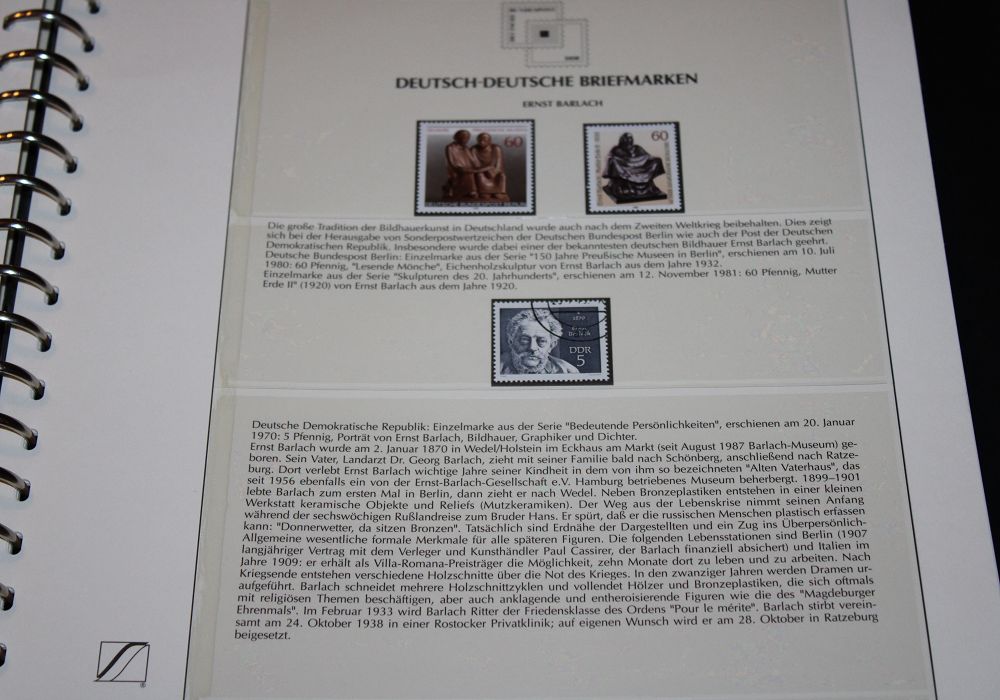 DDR
DEUTSCH-DEUTSCHE BRIEFMARKEN
ERNST BARLACH
60
DEUTSCHE BUNDESPOST BERLIN
60
Die große Tradition der Bildhauerkunst in Deutschland wurde auch nach dem Zweiten Weltkrieg beibehalten. Dies zeigt
sich bei der Herausgabe von Sonderpostwertzeichen der Deutschen Bundespost Berlin wie auch der Post der Deutschen
Demokratischen Republik. Insbesondere wurde dabei einer der bekanntesten deutschen Bildhauer Ernst Barlach geehrt.
Deutsche Bundespost Berlin: Einzelmarke aus der Serie "150 Jahre Preußische Museen in Berlin", erschienen am 10. Juli
1980: 60 Pfennig, "Lesende Mönche", Eichenholzskulptur von Ernst Barlach aus dem Jahre 1932.
Einzelmarke aus der Serie "Skulpturen des 20. Jahrhunderts", erschienen am 12. November 1981: 60 Pfennig, Mutter
Erde II" (1920) von Ernst Barlach aus dem Jahre 1920.
1870
DDR
5
Deutsche Demokratische Republik: Einzelmarke aus der Serie "Bedeutende Persönlichkeiten", erschienen am 20. Januar
1970: 5 Pfennig, Porträt von Ernst Barlach, Bildhauer, Graphiker und Dichter.
Ernst Barlach wurde am 2. Januar 1870 in Wedel/Holstein im Eckhaus am Markt (seit August 1987 Barlach-Museum) ge-
boren. Sein Vater, Landarzt Dr. Georg Barlach, zieht mit seiner Familie bald nach Schönberg, anschließend nach Ratze-
burg. Dort verlebt Ernst Barlach wichtige Jahre seiner Kindheit in dem von ihm so bezeichneten "Alten Vaterhaus", das
seit 1956 ebenfalls ein von der Ernst-Barlach-Gesellschaft e.V. Hamburg betriebenes Museum beherbergt. 1899–1901
lebte Barlach zum ersten Mal in Berlin, dann zieht er nach Wedel. Neben Bronzeplastiken entstehen in einer kleinen
Werkstatt keramische Objekte und Reliefs (Mutzkeramiken). Der Weg aus der Lebenskrise nimmt seinen Anfang
während der sechswöchigen Rußlandreise zum Bruder Hans. Er spürt, daß er die russischen Menschen plastisch erfassen
kann: "Donnerwetter, da sitzen Bronzen". Tatsächlich sind Erdnähe der Dargestellten und ein Zug ins Überpersönlich-
Allgemeine wesentliche formale Merkmale für alle späteren Figuren. Die folgenden Lebensstationen sind Berlin (1907
langjähriger Vertrag mit dem Verleger und Kunsthändler Paul Cassirer, der Barlach finanziell absichert) und Italien im
Jahre 1909: er erhält als Villa-Romana-Preisträger die Möglichkeit, zehn Monate dort zu leben und zu arbeiten. Nach
Kriegsende entstehen verschiedene Holzschnitte über die Not des Krieges. In den zwanziger Jahren werden Dramen ur-
aufgeführt. Barlach schneidet mehrere Holzschnittzyklen und vollendet Hölzer und Bronzeplastiken, die sich oftmals
mit religiösen Themen beschäftigen, aber auch anklagende und entheroisierende Figuren wie die des "Magdeburger
Ehrenmals". Im Februar 1933 wird Barlach Ritter der Friedensklasse des Ordens "Pour le mérite". Barlach stirbt verein-
samt am 24. Oktober 1938 in einer Rostocker Privatklinik; auf eigenen Wunsch wird er am 28. Oktober in Ratzeburg
beigesetzt.